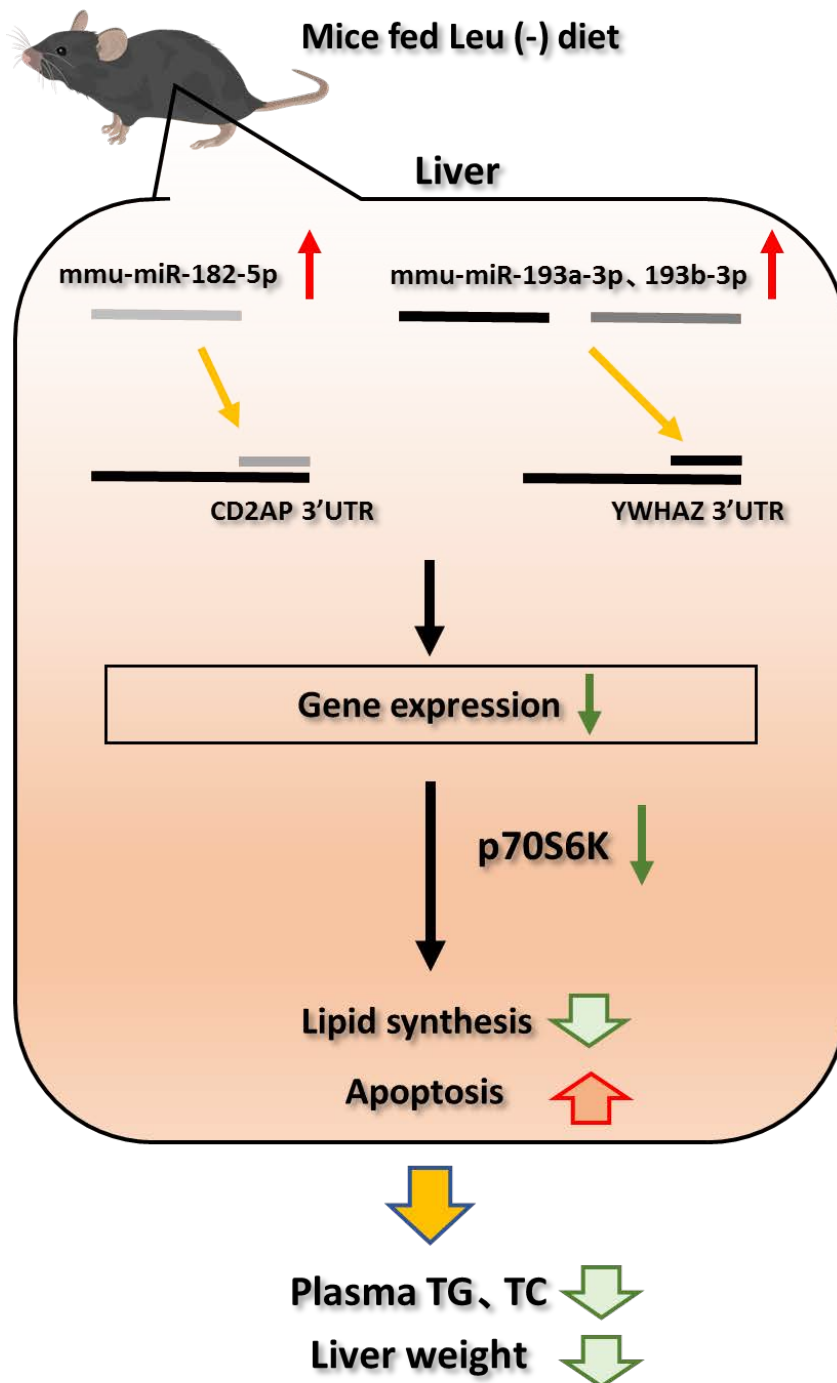 Mice fed Leu (-) diet
Liver
mmu-miR-182-5p
mmu-miR-193a-3p、193b-3p
CD2AP 3’UTR
YWHAZ 3’UTR
Gene expression
p70S6K
Lipid synthesis
Apoptosis
Plasma TG、TC
Liver weight